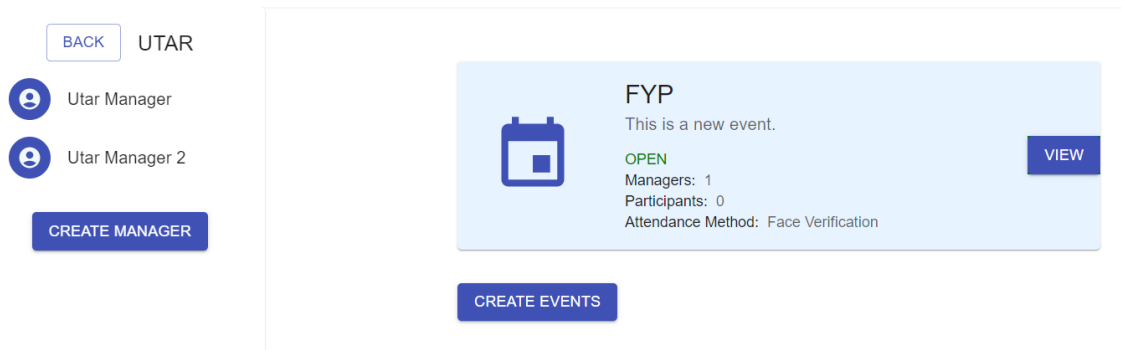 BACK UTAR
Utar Manager
Utar Manager 2
CREATE MANAGER
FYP
This is a new event.
OPEN
Managers: 1
Participants: 0
Attendance Method: Face Verification
VIEW
CREATE EVENTS